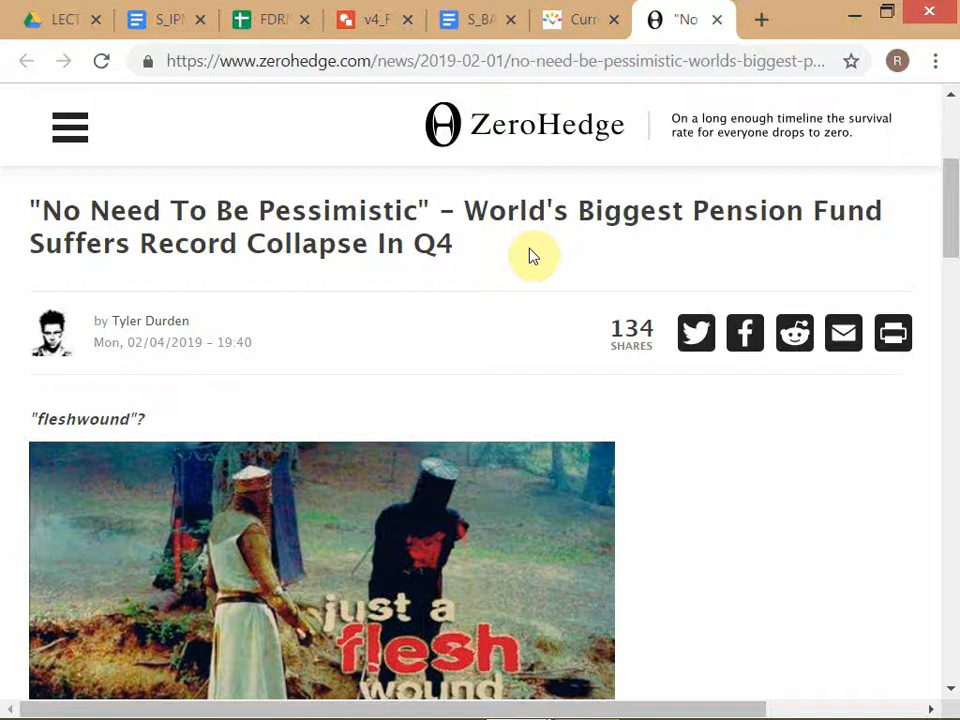 LECT
S_IPM
FDRM
v4_F
S_BA
Curr
"No
https://www.zerohedge.com/news/2019-02-01/no-need-be-pessimistic-worlds-biggest-p...
R
ZeroHedge
On a long enough timeline the survival
rate for everyone drops to zero.
"No Need To Be Pessimistic" – World's Biggest Pension Fund
Suffers Record Collapse In Q4
by Tyler Durden
Mon, 02/04/2019 – 19:40
134
SHARES
"fleshwound"?
just a
flesh
wound